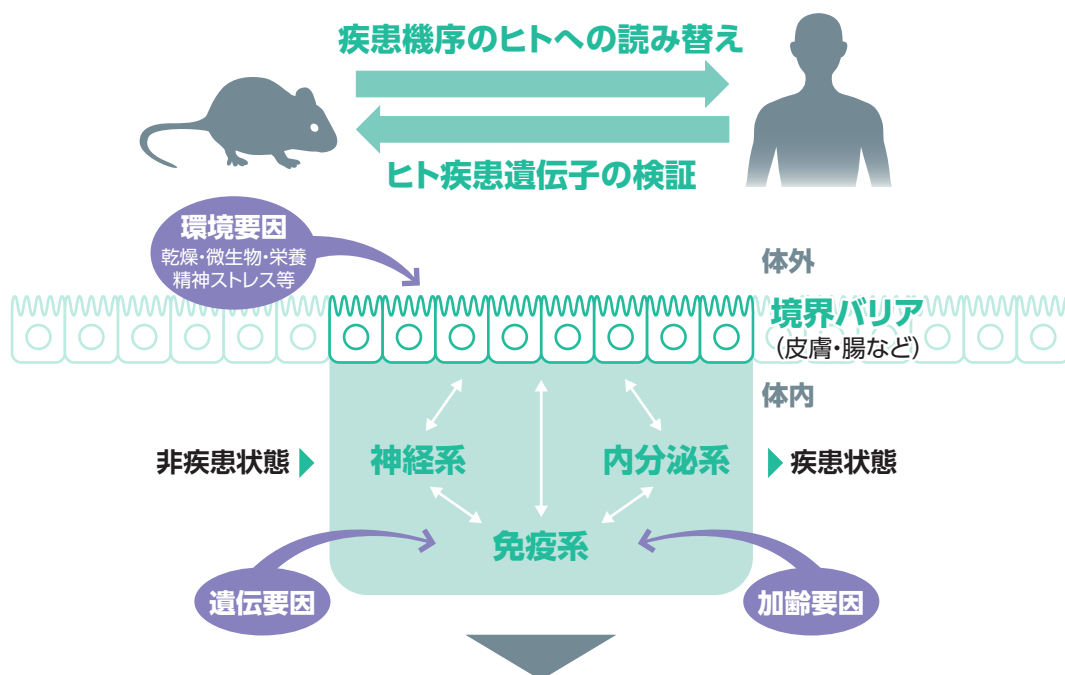 疾患機序のヒトへの読み替え
ヒト疾患遺伝子の検証
環境要因
乾燥・微生物・栄養
精神ストレス等
体外
境界バリア
(皮膚・腸など)
体内
非疾患状態
神経系
内分泌系
疾患状態
免疫系
遺伝要因
加齢要因